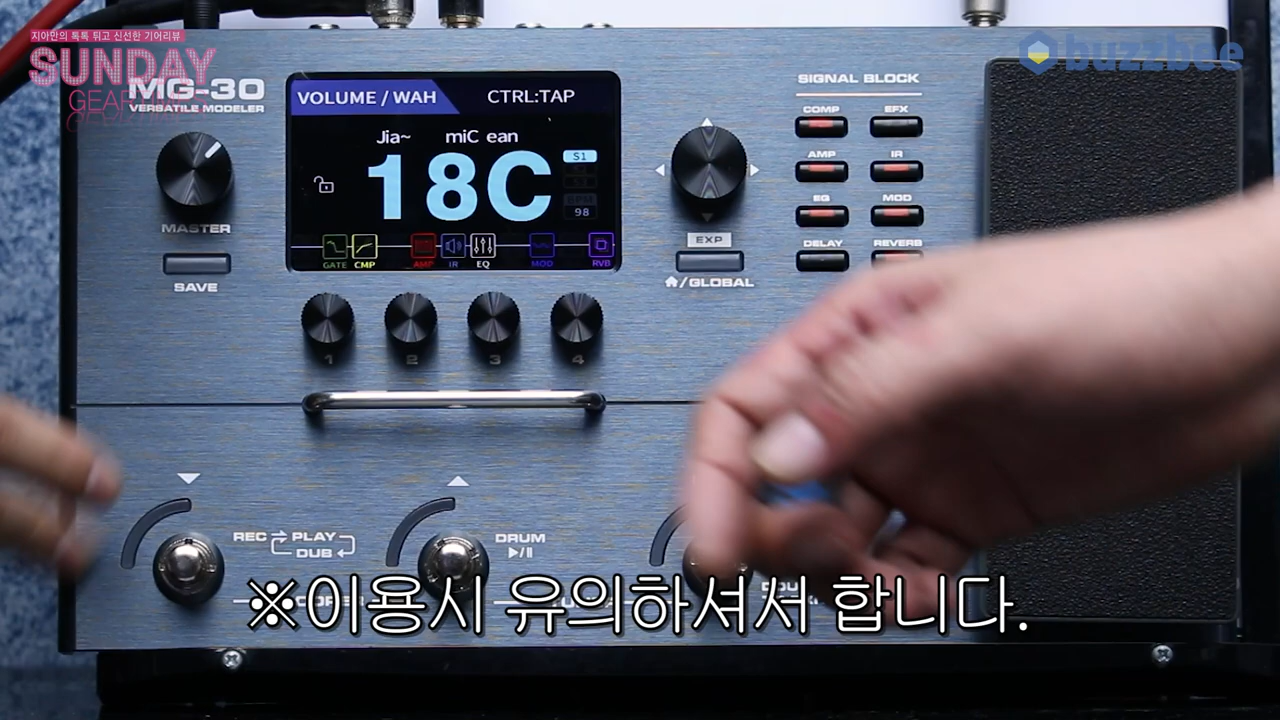 지아만의 톡톡 튀고 신선한 기어리뷰
SUNDAY
GEAR
buzzbee
MG-30
VERSATILE MODELER
MASTER
SAVE
VOLUME / WAH
CTRL:TAP
Jia~ miC ean
18C
S1
98
GATE CMP AMP IR EQ MOD RVB
1 2 3 4
EXP
/GLOBAL
SIGNAL BLOCK
COMP EFX
AMP IR
EG MOD
DELAY REVERB
REC PLAY
DUB
DRUM
※이용시 유의하셔서 합니다.